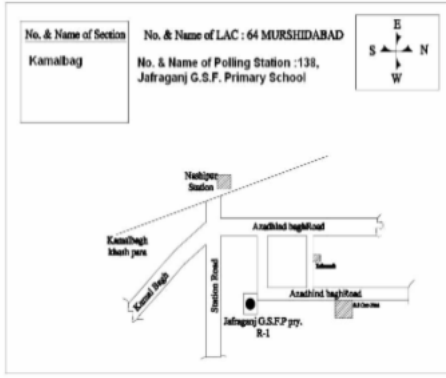 No. & Name of Section
Kamalbag
No. & Name of LAC : 64 MURSHIDABAD
No. & Name of Polling Station :138,
Jafraganj G.S.F. Primary School
E
S
N
W
Nashipur
Station
Azadhind baghRoad
Kamalbagh
khash para
Kamal Bagh
Station Road
Azadhind baghRoad
Jafraganj G.S.F.P pry.
R-1